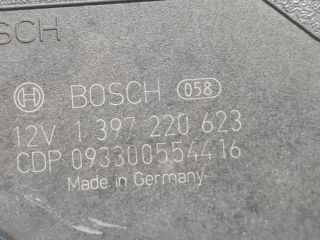 SCH
BOSCH 058
12V 1 397 220 623
CDP 093300554416
Made in Germany